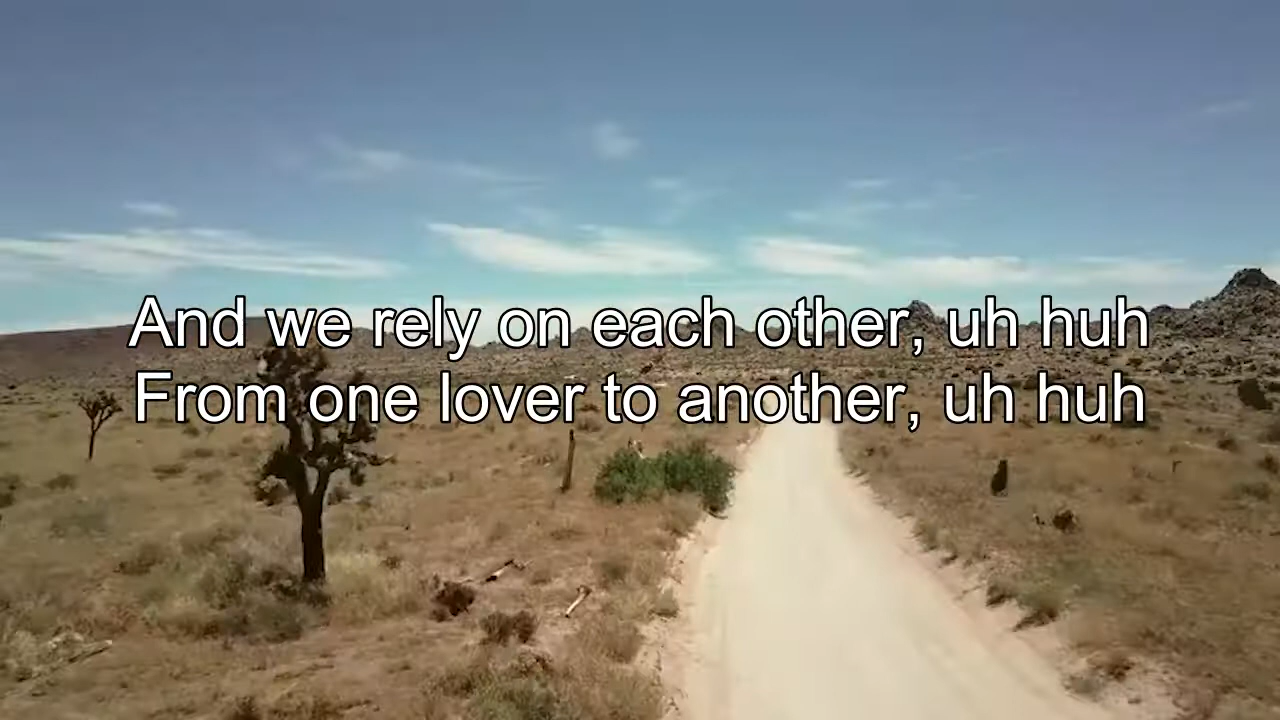 And we rely on each other, uh huh
From one lover to another, uh huh